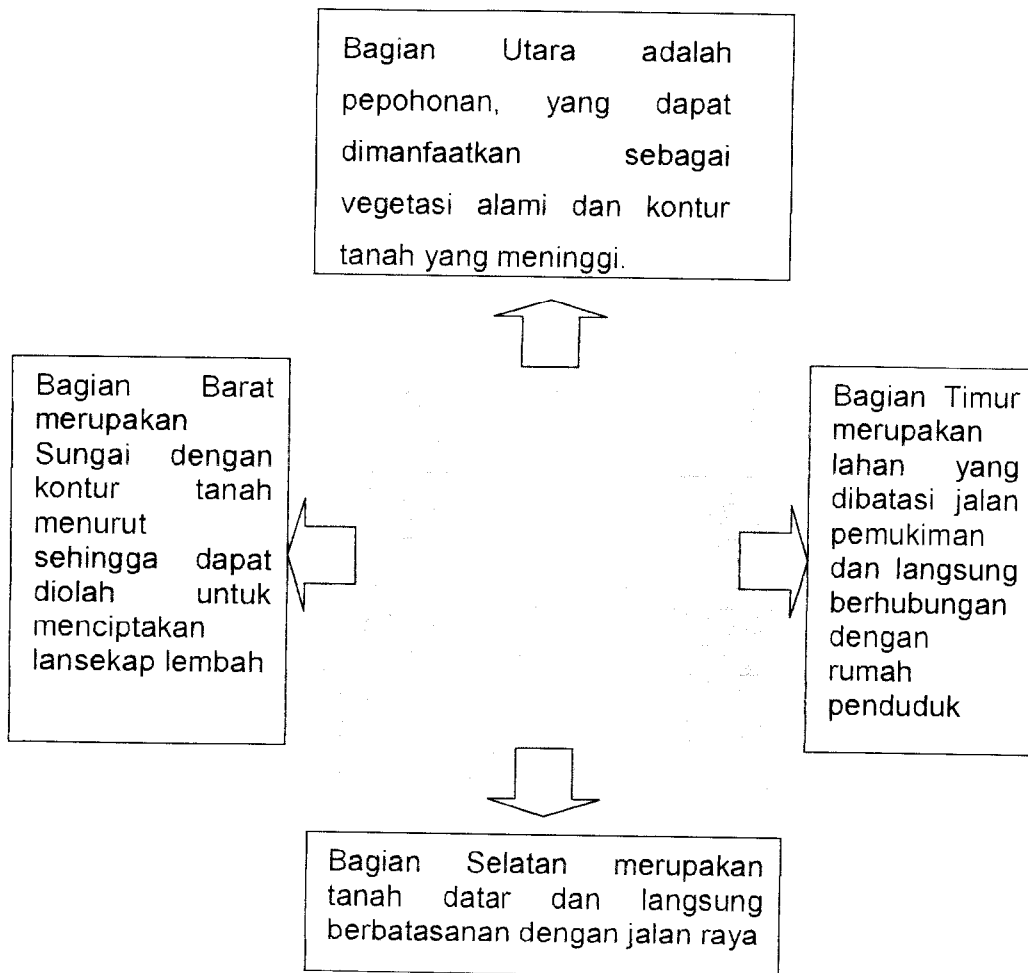 Bagian Utara adalah
pepohonan, yang dapat
dimanfaatkan sebagai
vegetasi alami dan kontur
tanah yang meninggi.
Bagian Barat
merupakan
Sungai dengan
kontur tanah
menurut
sehingga dapat
diolah untuk
menciptakan
lansekap lembah
Bagian Timur
merupakan
lahan yang
dibatasi jalan
pemukiman
dan langsung
berhubungan
dengan
rumah
penduduk
Bagian Selatan merupakan
tanah datar dan langsung
berbatasanan dengan jalan raya